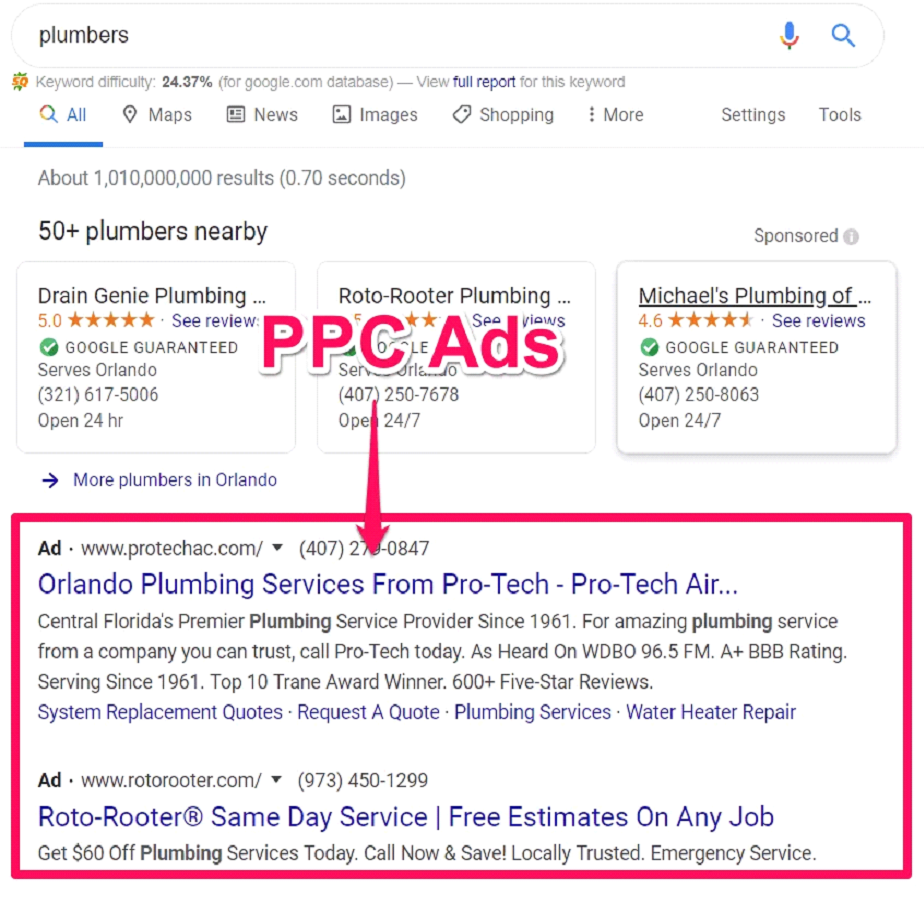 plumbers
Keyword difficulty: 24.37% (for google.com database) — View full report for this keyword
All Maps News Images Shopping More Settings Tools
About 1,010,000,000 results (0.70 seconds)
50+ plumbers nearby
Sponsored
Drain Genie Plumbing ...
5.0 · See review
GOOGLE GUARANTEED
Serves Orlando
(321) 617-5006
Open 24 hr
Roto-Rooter Plumbing ...
See reviews
Serves Orlando
(407) 250-7678
Open 24/7
Michael's Plumbing of ...
4.6 · See reviews
GOOGLE GUARANTEED
Serves Orlando
(407) 250-8063
Open 24/7
PPC Ads
More plumbers in Orlando
Ad · www.protechac.com/ (407) 279-0847
Orlando Plumbing Services From Pro-Tech - Pro-Tech Air...
Central Florida's Premier Plumbing Service Provider Since 1961. For amazing plumbing service
from a company you can trust, call Pro-Tech today. As Heard On WDBO 96.5 FM. A+ BBB Rating.
Serving Since 1961. Top 10 Trane Award Winner. 600+ Five-Star Reviews.
System Replacement Quotes · Request A Quote · Plumbing Services · Water Heater Repair
Ad · www.rotorooter.com/ (973) 450-1299
Roto-Rooter® Same Day Service | Free Estimates On Any Job
Get $60 Off Plumbing Services Today. Call Now & Save! Locally Trusted. Emergency Service.